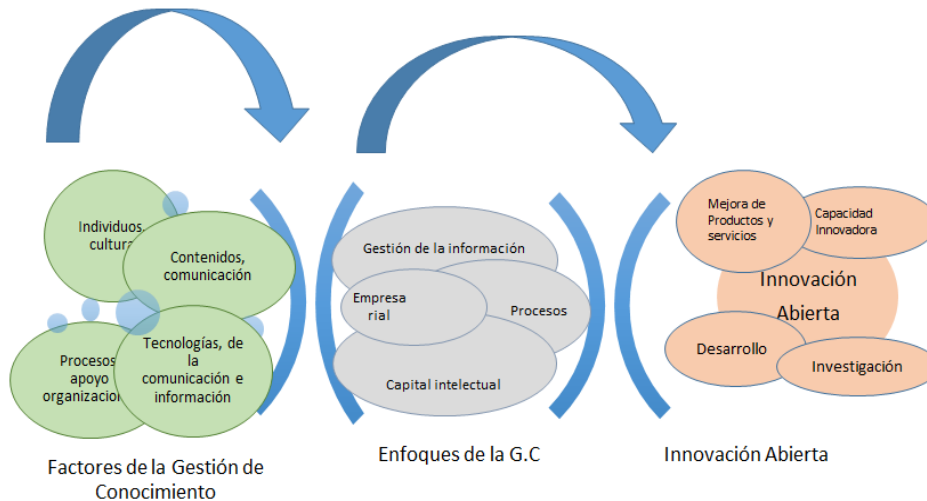 Individuos,
cultura
Contenidos,
comunicación
Procesos
apoyo
organizacion
Tecnologías, de
la
comunicación e
información
Factores de la Gestión de
Conocimiento
Gestión de la información
Empresa
rial
Procesos
Capital intelectual
Enfoques de la G.C
Mejora de
Productos y
servicios
Capacidad
Innovadora
Innovación
Abierta
Desarrollo
Investigación
Innovación Abierta